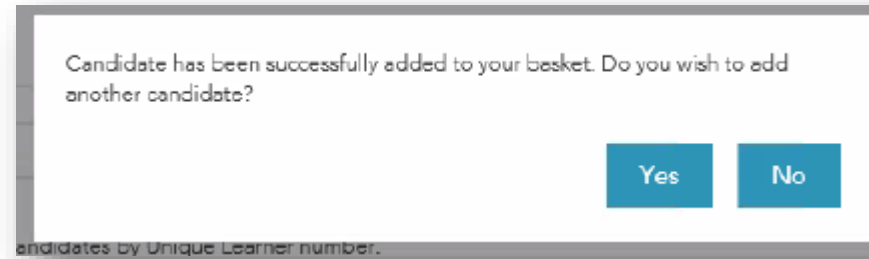 Candidate has been successfully added to your basket. Do you wish to add
another candidate?
Yes No
andidates by Unique Learner number.